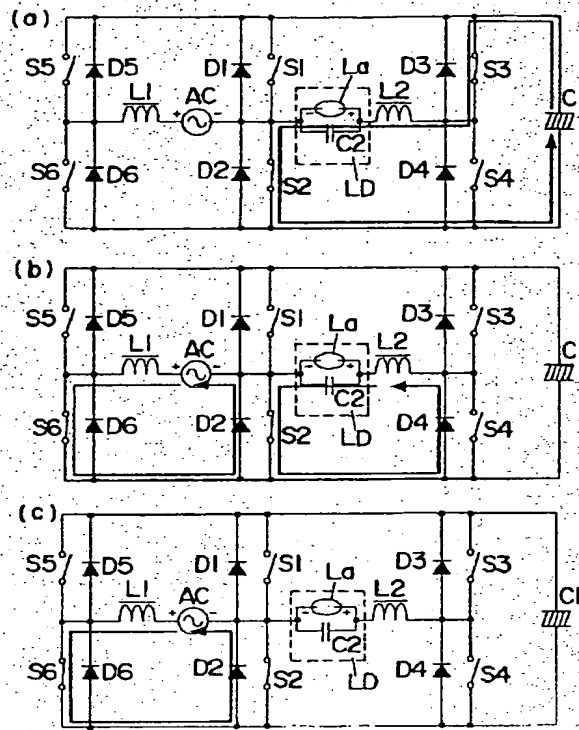 (a)
S5 D5 L1 AC D1 S1 La L2 D3 S3 C
S6 D6 D2 S2 C2 LD D4 S4
(b)
S5 D5 L1 AC D1 S1 La L2 D3 S3 C
S6 D6 D2 S2 C2 LD D4 S4
(c)
S5 D5 L1 AC D1 S1 La L2 D3 S3 Cl
S6 D6 D2 S2 C2 LD D4 S4